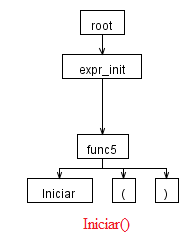 root
expr_init
func5
Iniciar ( )
Iniciar()